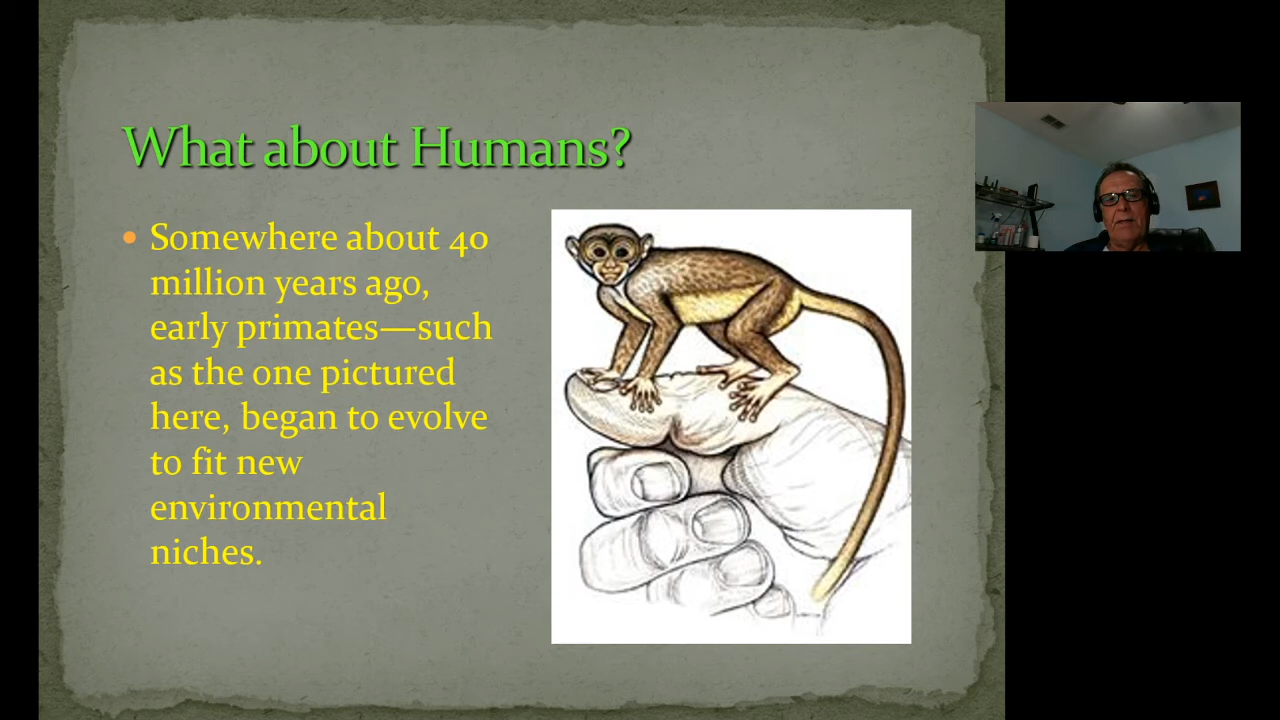 What about Humans?
Somewhere about 40
million years ago,
early primates—such
as the one pictured
here, began to evolve
to fit new
environmental
niches.